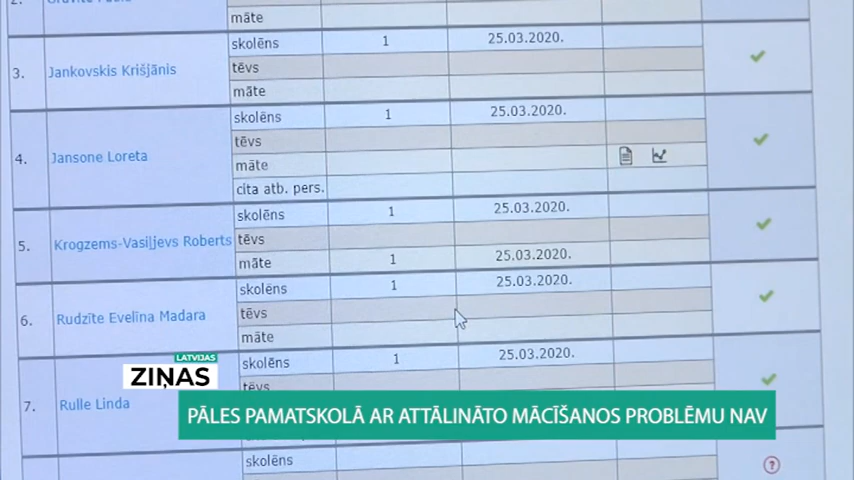 2.
māte
skolēns 1 25.03.2020.
3. Jankovskis Krišjānis tēvs
māte
skolēns 1 25.03.2020.
tēvs
4. Jansone Loreta māte
cita atb. pers.
skolēns 1 25.03.2020.
5. Krogzems-Vasiļjevs Roberts tēvs
māte 1 25.03.2020.
skolēns 1 25.03.2020.
6. Rudzīte Evelīna Madara tēvs
māte
skolēns 1 25.03.2020.
tēvs
7. Rulle Linda
LATVIJAS
ZIŅAS
PĀLES PAMATSKOLĀ AR ATTĀLINĀTO MĀCĪŠANOS PROBLĒMU NAV
skolēns